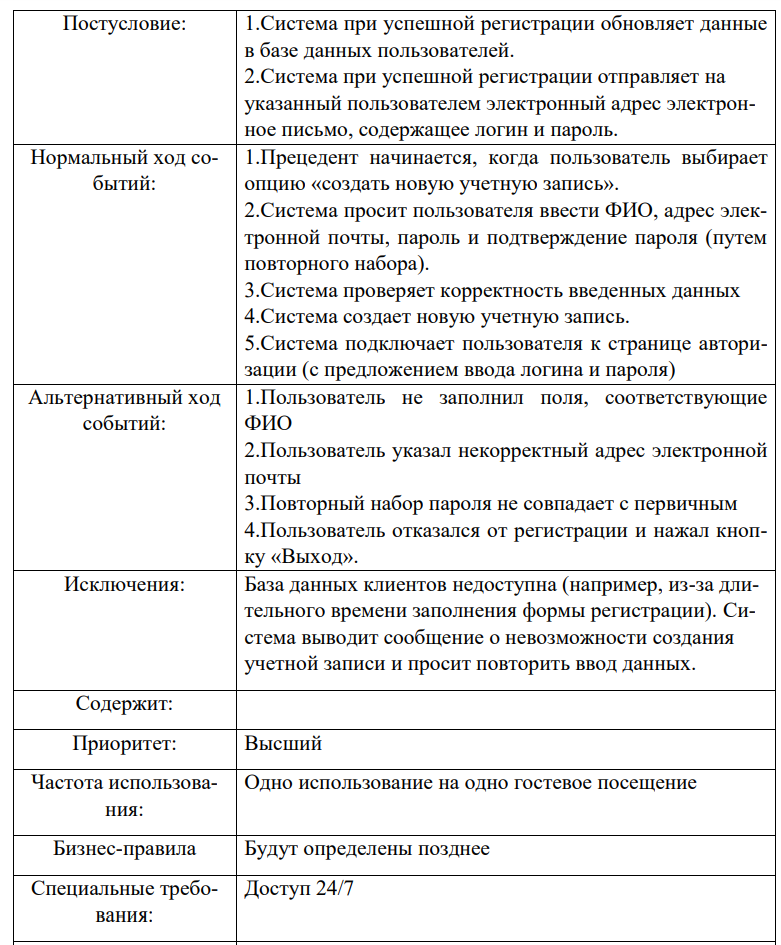 Постусловие:
1.Система при успешной регистрации обновляет данные
в базе данных пользователей.
2.Система при успешной регистрации отправляет на
указанный пользователем электронный адрес электрон-
ное письмо, содержащее логин и пароль.
Нормальный ход со-
бытий:
1.Прецедент начинается, когда пользователь выбирает
опцию «создать новую учетную запись».
2.Система просит пользователя ввести ФИО, адрес элек-
тронной почты, пароль и подтверждение пароля (путем
повторного набора).
3.Система проверяет корректность введенных данных
4.Система создает новую учетную запись.
5.Система подключает пользователя к странице автори-
зации (с предложением ввода логина и пароля)
Альтернативный ход
событий:
1.Пользователь не заполнил поля, соответствующие
ФИО
2.Пользователь указал некорректный адрес электронной
почты
3.Повторный набор пароля не совпадает с первичным
4.Пользователь отказался от регистрации и нажал кноп-
ку «Выход».
Исключения:
База данных клиентов недоступна (например, из-за дли-
тельного времени заполнения формы регистрации). Си-
стема выводит сообщение о невозможности создания
учетной записи и просит повторить ввод данных.
Содержит:
Приоритет:
Высший
Частота использова-
ния:
Одно использование на одно гостевое посещение
Бизнес-правила
Будут определены позднее
Специальные требо-
вания:
Доступ 24/7